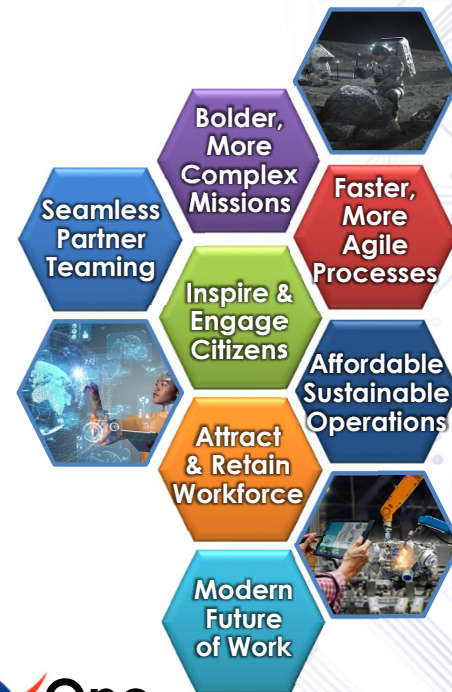 Bolder,
More
Complex
Missions
Seamless
Partner
Teaming
Faster,
More
Agile
Processes
Inspire &
Engage
Citizens
Affordable
Sustainable
Operations
Attract
& Retain
Workforce
Modern
Future
of Work